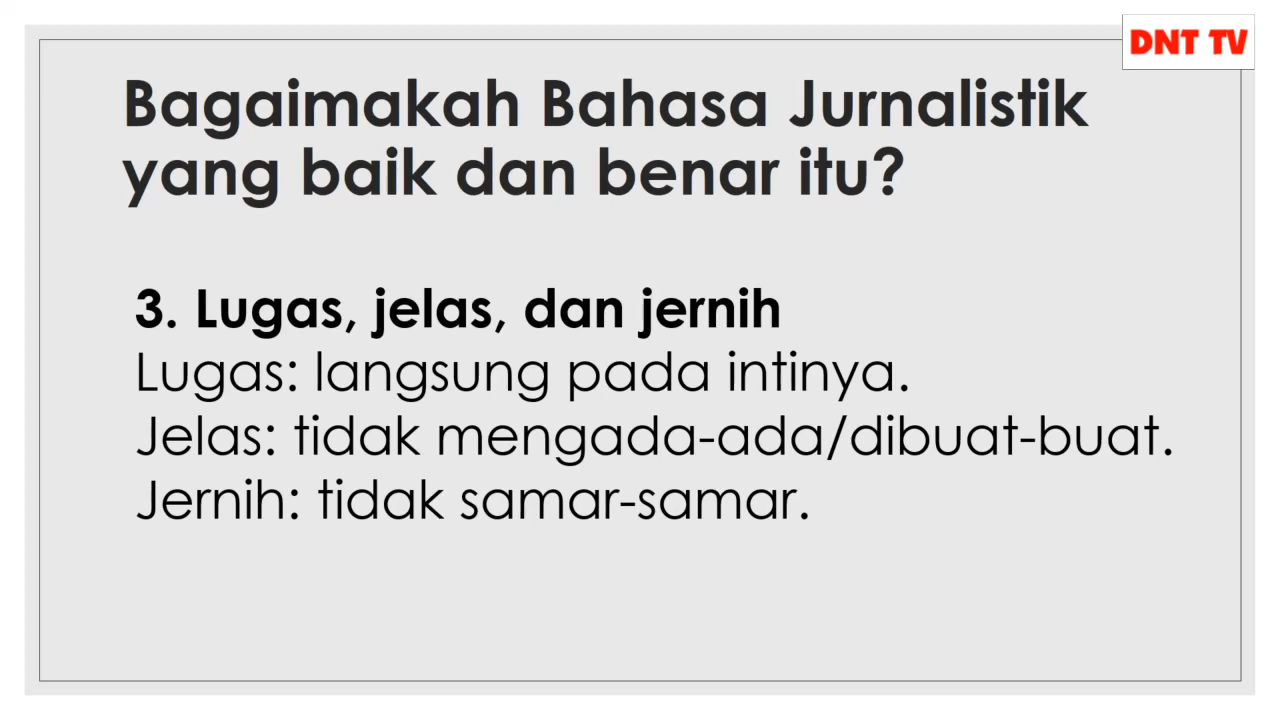 DNT TV
Bagaimakah Bahasa Jurnalistik
yang baik dan benar itu?
3. Lugas, jelas, dan jernih
Lugas: langsung pada intinya.
Jelas: tidak mengada-ada/dibuat-buat.
Jernih: tidak samar-samar.